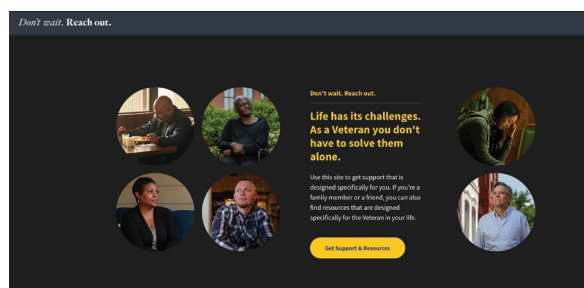 Don't wait. Reach out.
Don't wait. Reach out.
Life has its challenges.
As a Veteran you don't
have to solve them
alone.
Use this site to get support that is
designed specifically for you. If you're a
family member or a friend, you can also
find resources that are designed
specifically for the Veteran in your life.
Get Support & Resources